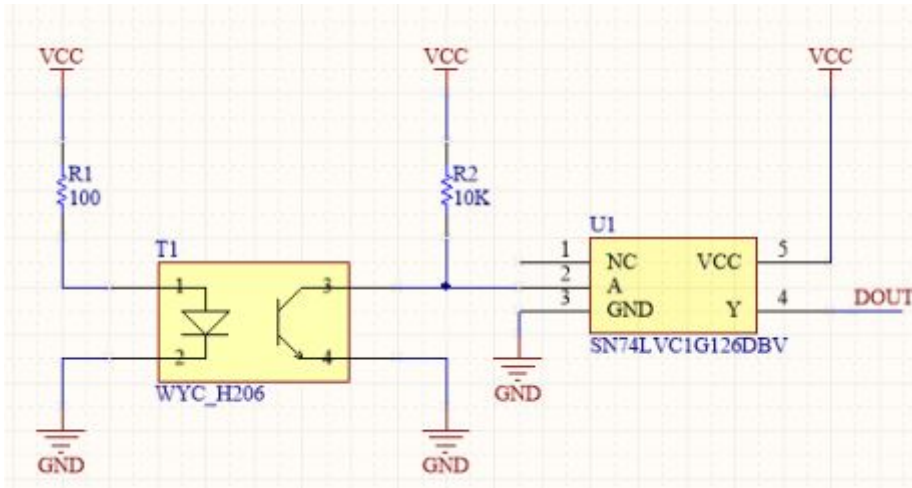 VCC
VCC
VCC
R1
100
R2
10K
T1
1
2
3
4
WYC_H206
U1
1
2
3
NC
A
GND
VCC
Y
5
4
DOUT
SN74LVC1G126DBV
GND
GND
GND